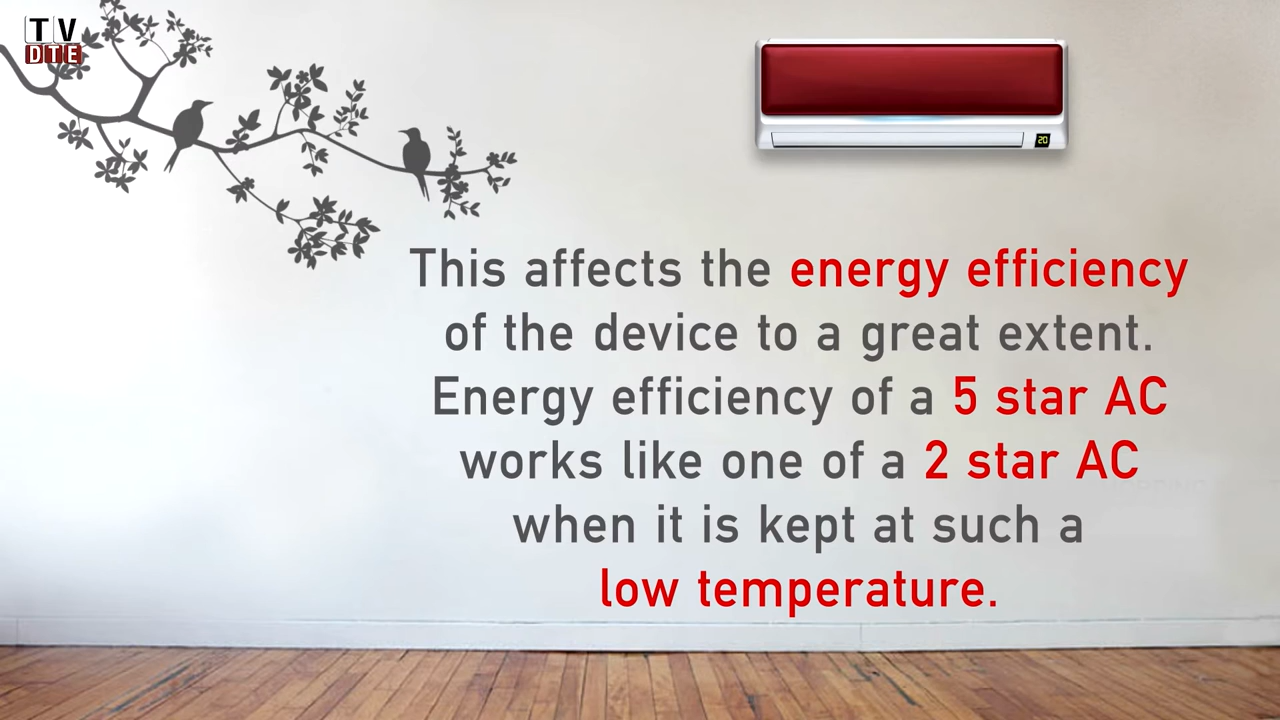 TV
DTE
20
This affects the energy efficiency
of the device to a great extent.
Energy efficiency of a 5 star AC
works like one of a 2 star AC
when it is kept at such a
low temperature.